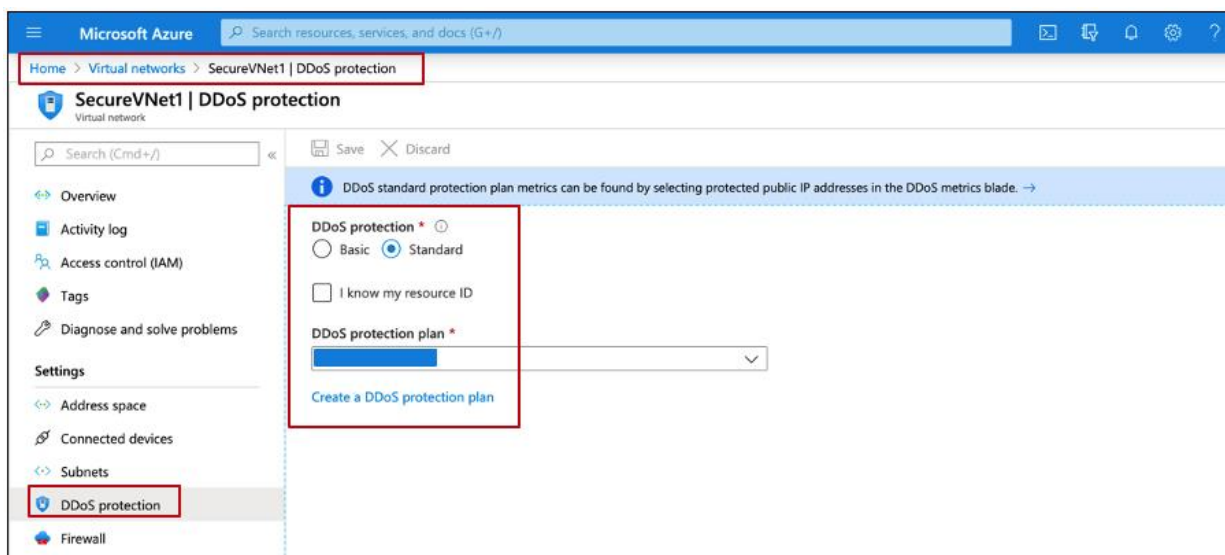 Microsoft Azure
Search resources, services, and docs (G+/)
Home > Virtual networks > SecureVNet1 | DDoS protection
SecureVNet1 | DDoS protection
Virtual network
Search (Cmd+/)
«
Overview
Activity log
Access control (IAM)
Tags
Diagnose and solve problems
Settings
Address space
Connected devices
Subnets
DDoS protection
Firewall
Save Discard
DDoS standard protection plan metrics can be found by selecting protected public IP addresses in the DDoS metrics blade. →
DDoS protection *
Basic Standard
I know my resource ID
DDoS protection plan *
Create a DDoS protection plan